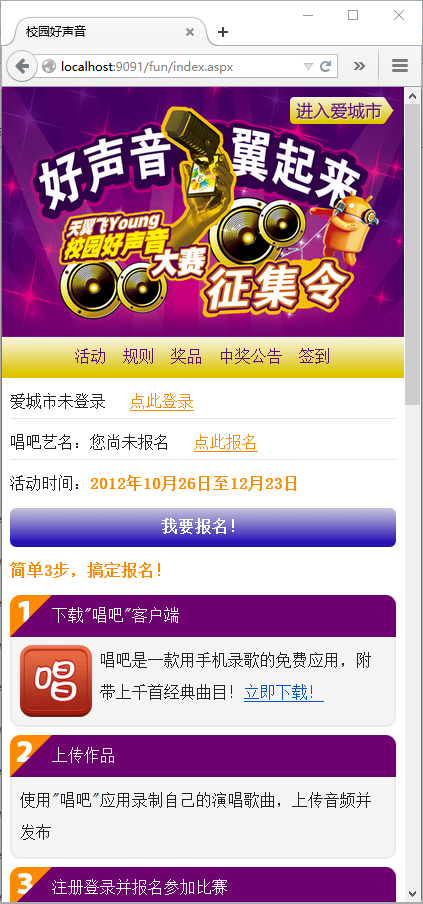 校园好声音
localhost:9091/fun/index.aspx
进入爱城市
好声音 翼起来
天翼飞Young
校园好声音
大赛
征集令
活动 规则 奖品 中奖公告 签到
爱城市未登录 点此登录
唱吧艺名：您尚未报名 点此报名
活动时间：2012年10月26日至12月23日
我要报名！
简单3步，搞定报名！
1 下载"唱吧"客户端
唱
唱吧是一款用手机录歌的免费应用，附
带上千首经典曲目！立即下载！
2 上传作品
使用"唱吧"应用录制自己的演唱歌曲，上传音频并
发布
3 注册登录并报名参加比赛